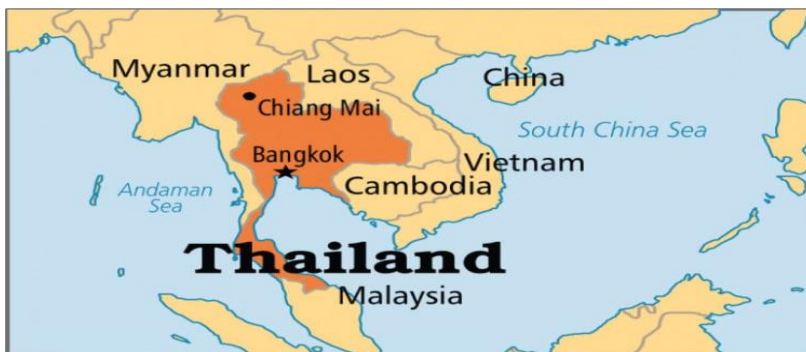 Myanmar
Laos
China
Chiang Mai
South China Sea
Bangkok
Vietnam
Cambodia
Andaman
Sea
Thailand
Malaysia